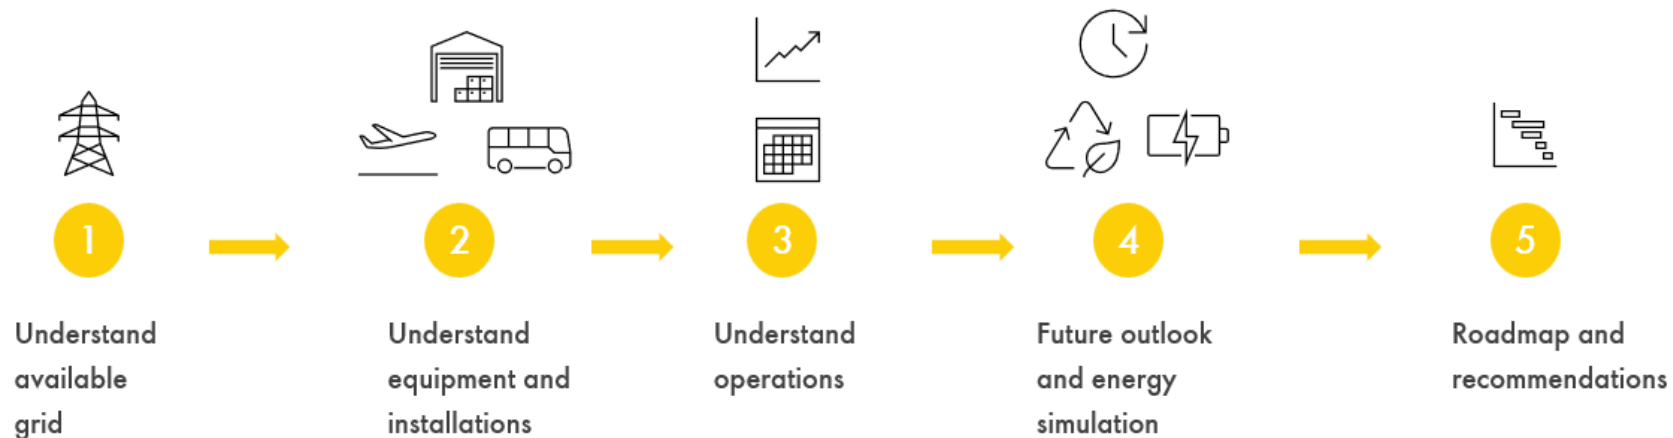 1
2
3
4
5
Understand
available
grid
Understand
equipment and
installations
Understand
operations
Future outlook
and energy
simulation
Roadmap and
recommendations